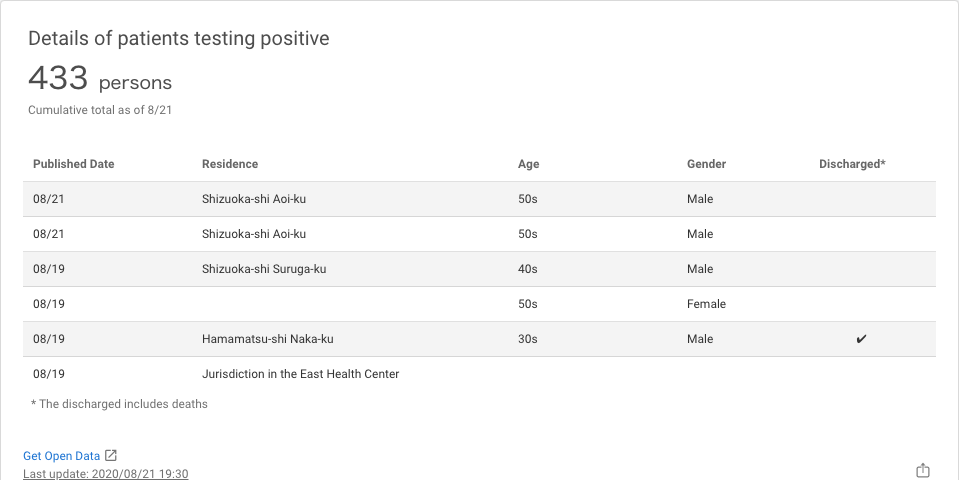 Details of patients testing positive
433 persons
Cumulative total as of 8/21
Published Date Residence Age Gender Discharged*
08/21 Shizuoka-shi Aoi-ku 50s Male
08/21 Shizuoka-shi Aoi-ku 50s Male
08/19 Shizuoka-shi Suruga-ku 40s Male
08/19 50s Female
08/19 Hamamatsu-shi Naka-ku 30s Male ✔
08/19 Jurisdiction in the East Health Center
* The discharged includes deaths
Get Open Data
Last update: 2020/08/21 19:30